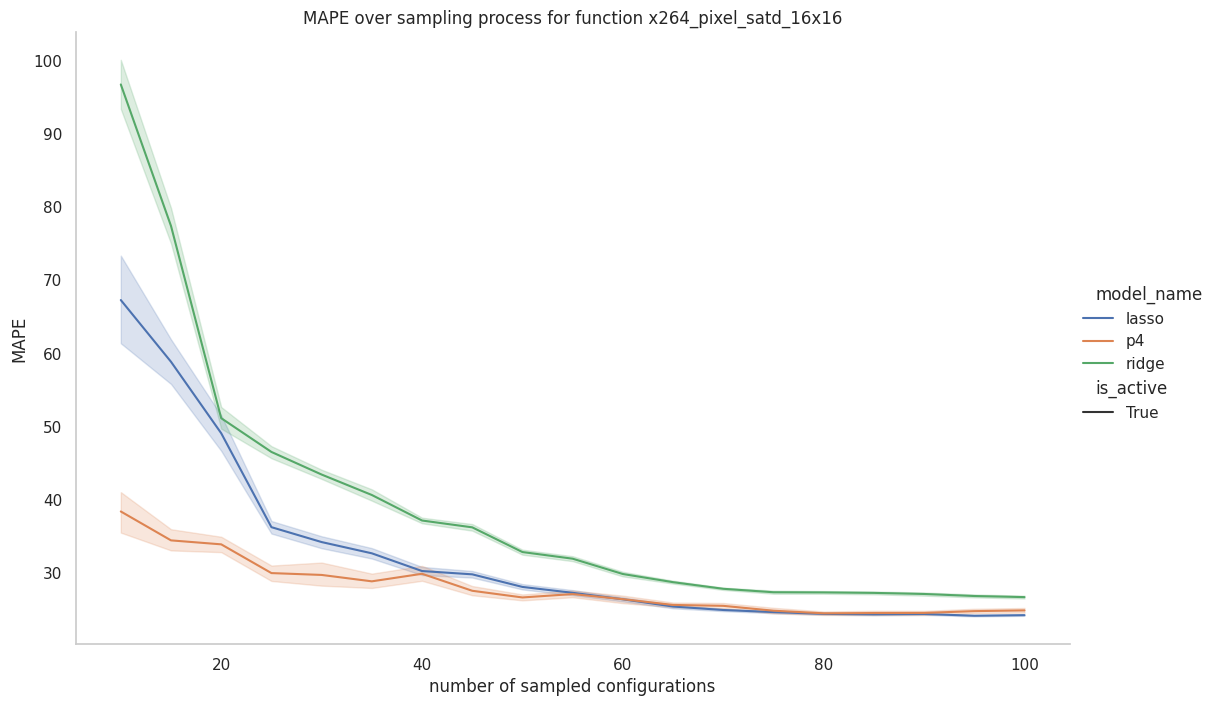 MAPE over sampling process for function x264_pixel_satd_16x16
100
90
80
70
60
50
40
30
MAPE
20
40
60
80
100
number of sampled configurations
model_name
lasso
p4
ridge
is_active
True